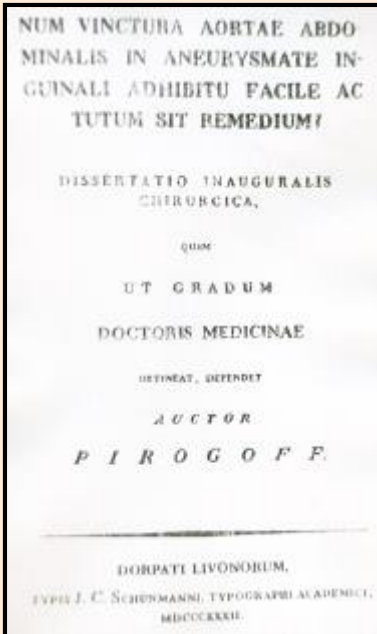 NUM VINCTURA AORTAE ABDO
MINALIS IN ANEURYSMATE IN-
GUINALI ADHIBITU FACILE AC
TUTUM SIT REMEDIUM?
DISSERTATIO INAUGURALIS
CHIRURGICA,
QUAM
UT GRADUM
DOCTORIS MEDICINAE
OBTINEAT, DEFENDET
AUCTOR
PIROGOFF.
DORPATI LIVONORUM,
TYPIS J. C. SCHÜNMANNI, TYPOGRAPHI ACADEMICI,
MDCCCXXXII.